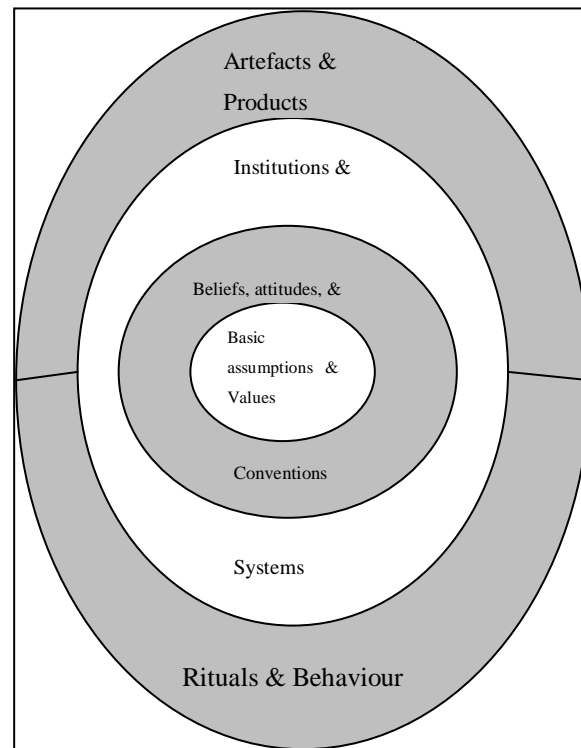 Artefacts &
Products
Institutions &
Beliefs, attitudes, &
Basic
assumptions &
Values
Conventions
Systems
Rituals & Behaviour